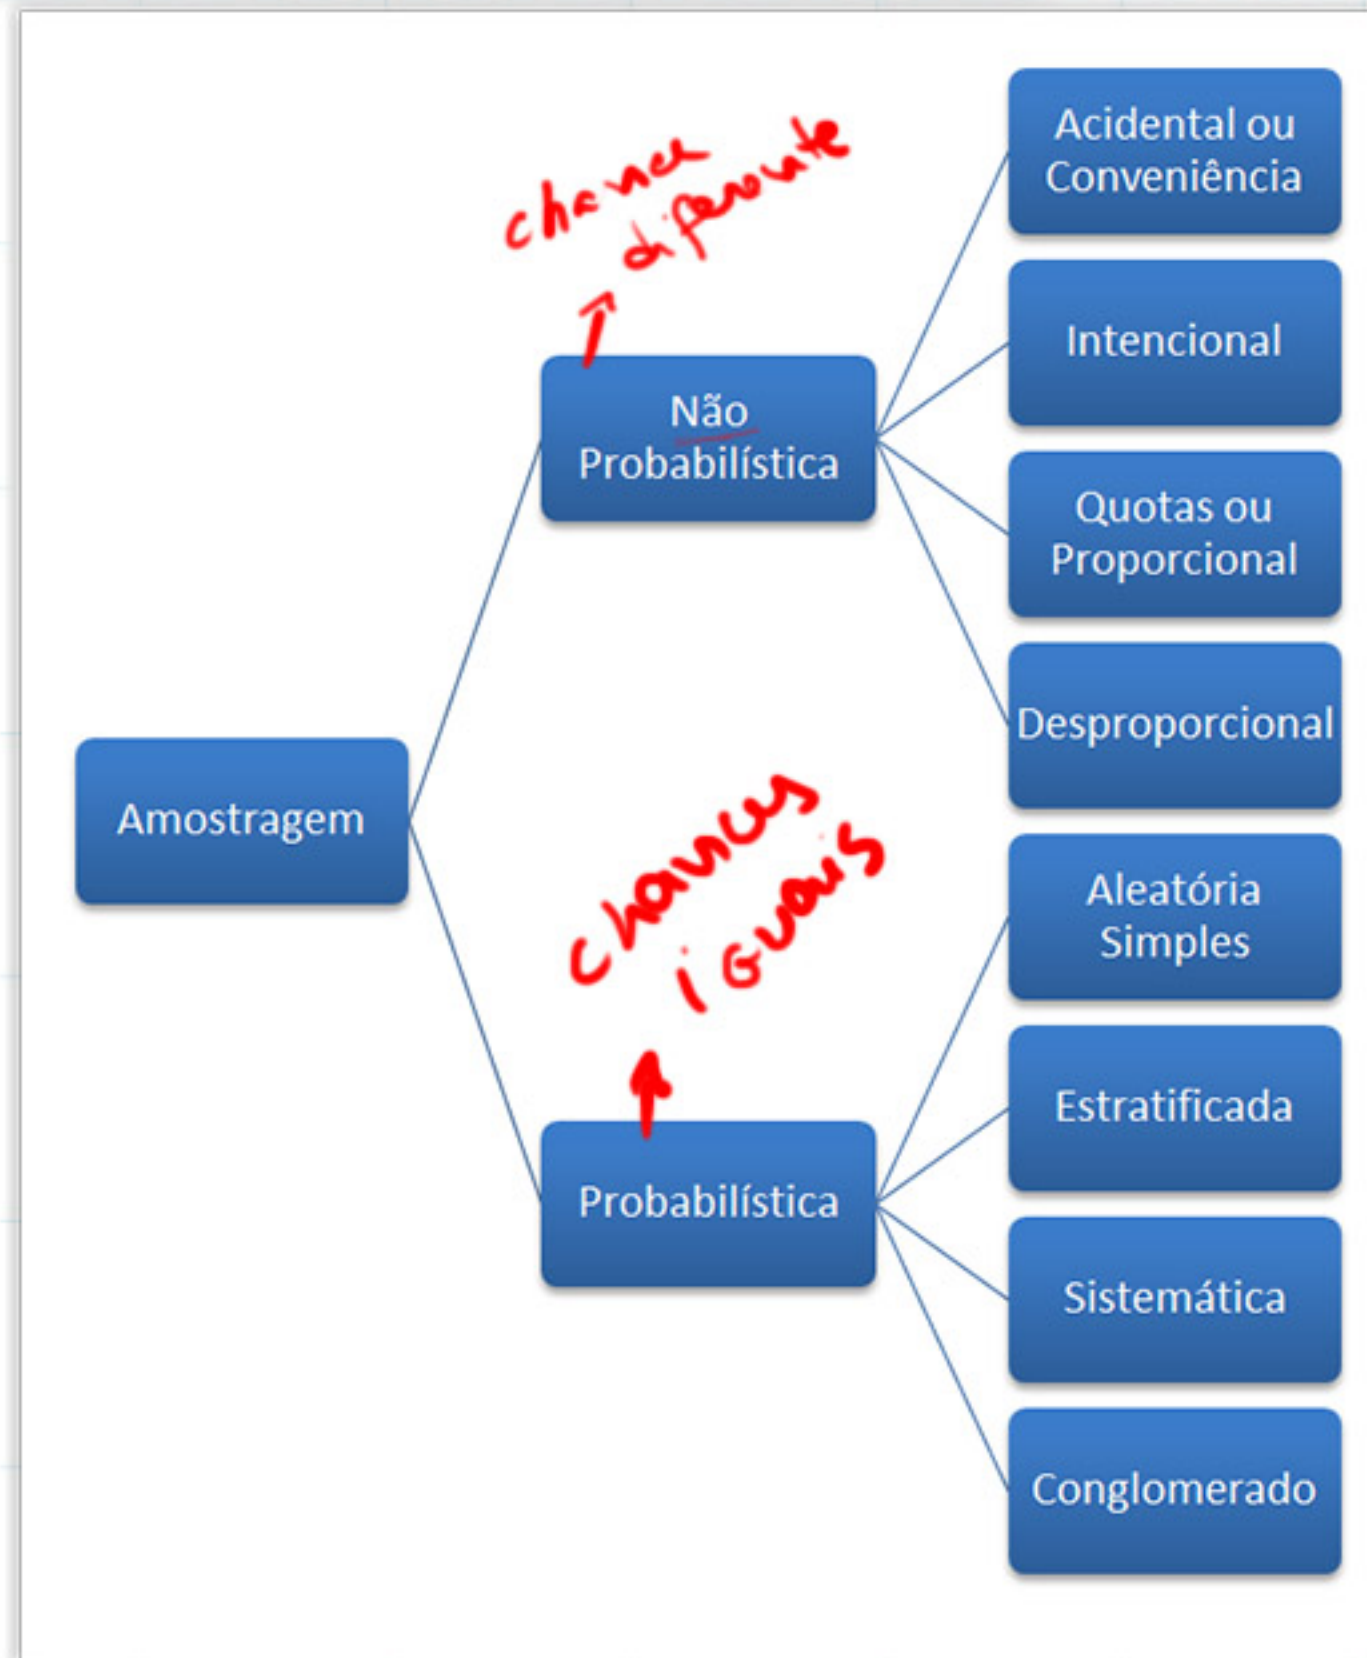 Amostragem
chance
diferente
Não
Probabilística
Acidental ou
Conveniência
Intencional
Quotas ou
Proporcional
Desproporcional
chances
iguais
Probabilística
Aleatória
Simples
Estratificada
Sistemática
Conglomerado